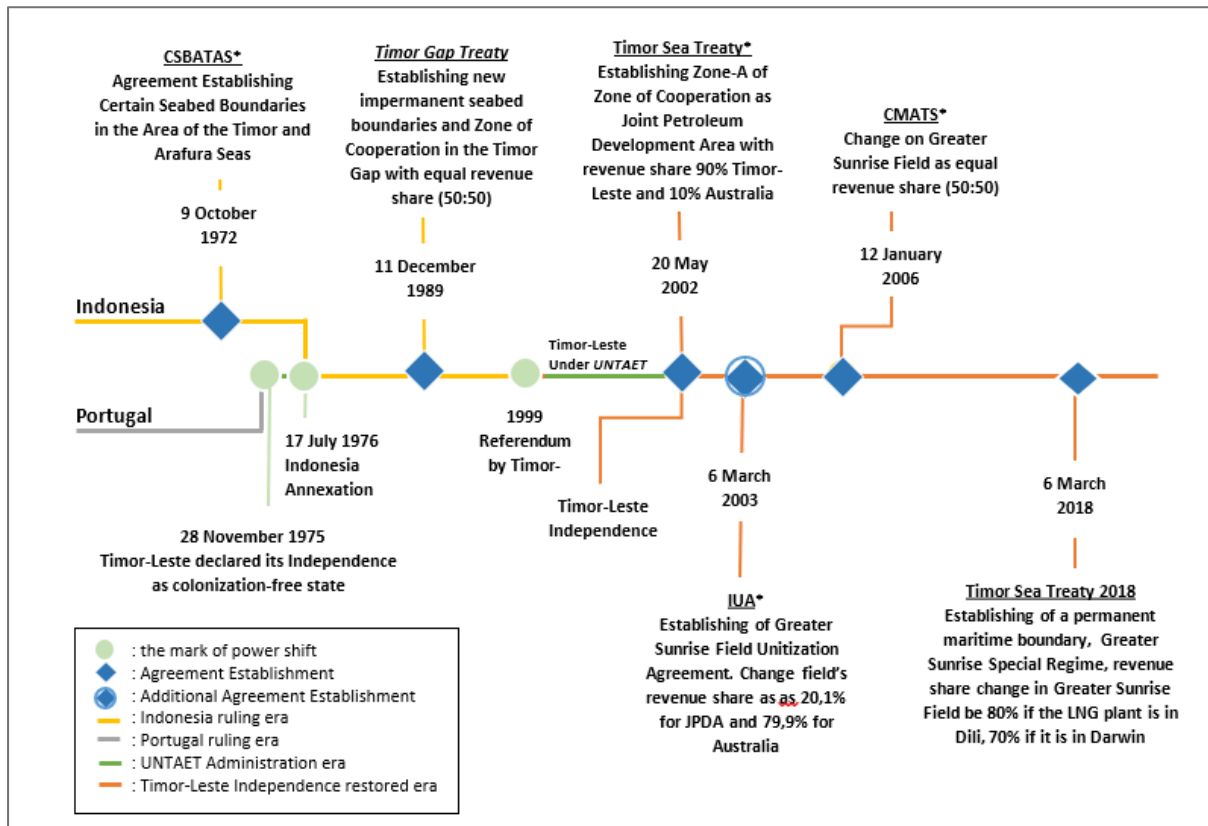 CSBATAS*
Agreement Establishing
Certain Seabed Boundaries
in the Area of the Timor and
Arafura Seas
9 October
1972
Timor Gap Treaty
Establishing new
impermanent seabed
boundaries and Zone of
Cooperation in the Timor
Gap with equal revenue
share (50:50)
11 December
1989
Timor Sea Treaty*
Establishing Zone-A of
Zone of Cooperation as
Joint Petroleum
Development Area with
revenue share 90% Timor-
Leste and 10% Australia
20 May
2002
CMATS*
Change on Greater
Sunrise Field as equal
revenue share (50:50)
12 January
2006
Indonesia
Portugal
Timor-Leste
Under UNTAET
17 July 1976
Indonesia
Annexation
28 November 1975
Timor-Leste declared its Independence
as colonization-free state
1999
Referendum
by Timor-
Timor-Leste
Independence
6 March
2003
IUA*
Establishing of Greater
Sunrise Field Unitization
Agreement. Change field's
revenue share as as 20,1%
for JPDA and 79,9% for
Australia
6 March
2018
Timor Sea Treaty 2018
Establishing of a permanent
maritime boundary, Greater
Sunrise Special Regime, revenue
share change in Greater Sunrise
Field be 80% if the LNG plant is in
Dili, 70% if it is in Darwin
: the mark of power shift
: Agreement Establishment
: Additional Agreement Establishment
: Indonesia ruling era
: Portugal ruling era
: UNTAET Administration era
: Timor-Leste Independence restored era